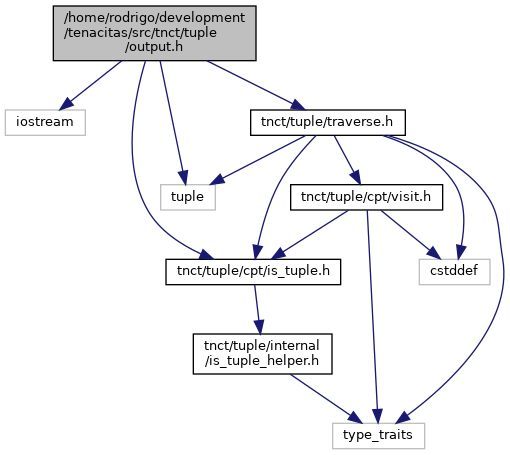 /home/rodrigo/development
/tenacitas/src/tnct/tuple
/output.h
iostream
tnct/tuple/traverse.h
tuple
tnct/tuple/cpt/visit.h
tnct/tuple/cpt/is_tuple.h
cstddef
tnct/tuple/internal
/is_tuple_helper.h
type_traits